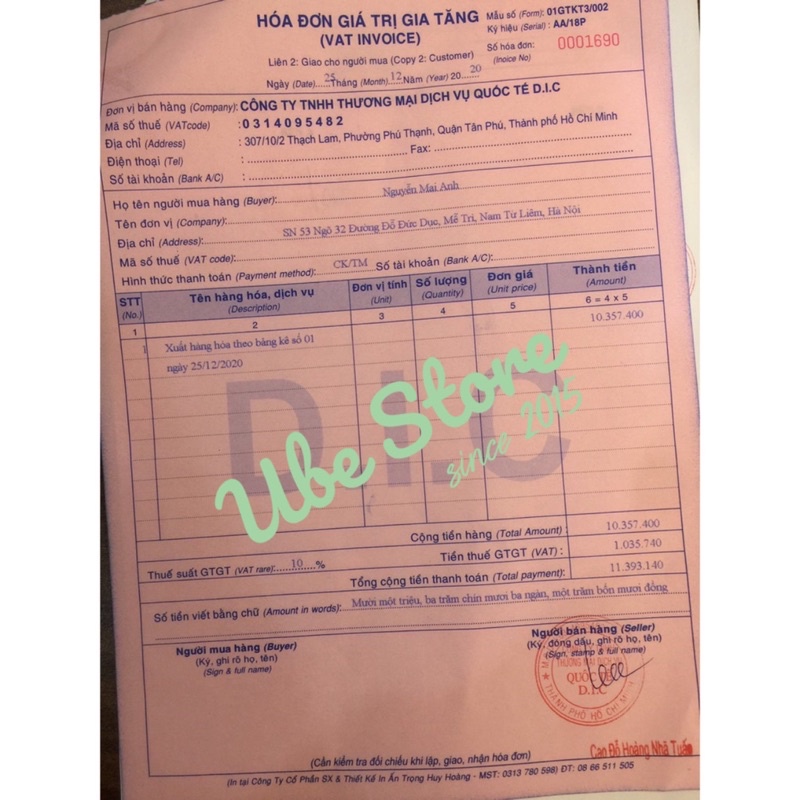 HÓA ĐƠN GIÁ TRỊ GIA TĂNG
(VAT INVOICE)
Mẫu số (Form): 01GTKT3/002
Ký hiệu (Serial): AA/18P
Liên 2: Giao cho người mua (Copy 2: Customer)
Số hóa đơn: 0001690
(Inoice No)
Ngày (Date)....25 Tháng (Month).12.Năm (Year) 20...20...
Đơn vị bán hàng (Company): CÔNG TY TNHH THƯƠNG MẠI DỊCH VỤ QUỐC TẾ D.I.C
Mã số thuế (VATcode) : 0314095482
Địa chỉ (Address) : 307/10/2 Thạch Lam, Phường Phú Thạnh, Quận Tân Phú, Thành phố Hồ Chí Minh
Điện thoại (Tel) : Fax:
Số tài khoản (Bank A/C) :
Họ tên người mua hàng (Buyer): Nguyễn Mai Anh
Tên đơn vị (Company):
Địa chỉ (Address): SN 53 Ngõ 32 Đường Đỗ Đức Dục, Mễ Trì, Nam Từ Liêm, Hà Nội
Mã số thuế (VAT code):
Hình thức thanh toán (Payment method): CK/TM Số tài khoản (Bank A/C):
STT Tên hàng hóa, dịch vụ Đơn vị tính Số lượng Đơn giá Thành tiền
(No.) (Description) (Unit) (Quantity) (Unit price) (Amount)
1 2 3 4 5 6 = 4 x 5
1 Xuất hàng hóa theo bảng kê số 01 10.357.400
ngày 25/12/2020
D.I.C
Ube Store
since 2015
Cộng tiền hàng (Total Amount): 10.357.400
Thuế suất GTGT (VAT rare):....10....% Tiền thuế GTGT (VAT): 1.035.740
Tổng cộng tiền thanh toán (Total payment): 11.393.140
Số tiền viết bằng chữ (Amount in words): Mười một triệu, ba trăm chín mươi ba ngàn, một trăm bốn mươi đồng
Người mua hàng (Buyer) Người bán hàng (Seller)
(Ký, ghi rõ họ, tên) (Ký, đóng dấu, ghi rõ họ, tên)
(Sign & full name) (Sign, stamp & full name)
THƯƠNG MẠI DỊCH VỤ
QUỐC TẾ
D.I.C
THÀNH PHỐ HỒ CHÍ MINH
Cao Đỗ Hoàng Nhã Tuấn
(Cần kiểm tra đối chiếu khi lập, giao, nhận hóa đơn)
(In tại Công Ty Cổ Phần SX & Thiết Kế In Ấn Trọng Huy Hoàng - MST: 0313 780 598) ĐT: 08 66 511 505